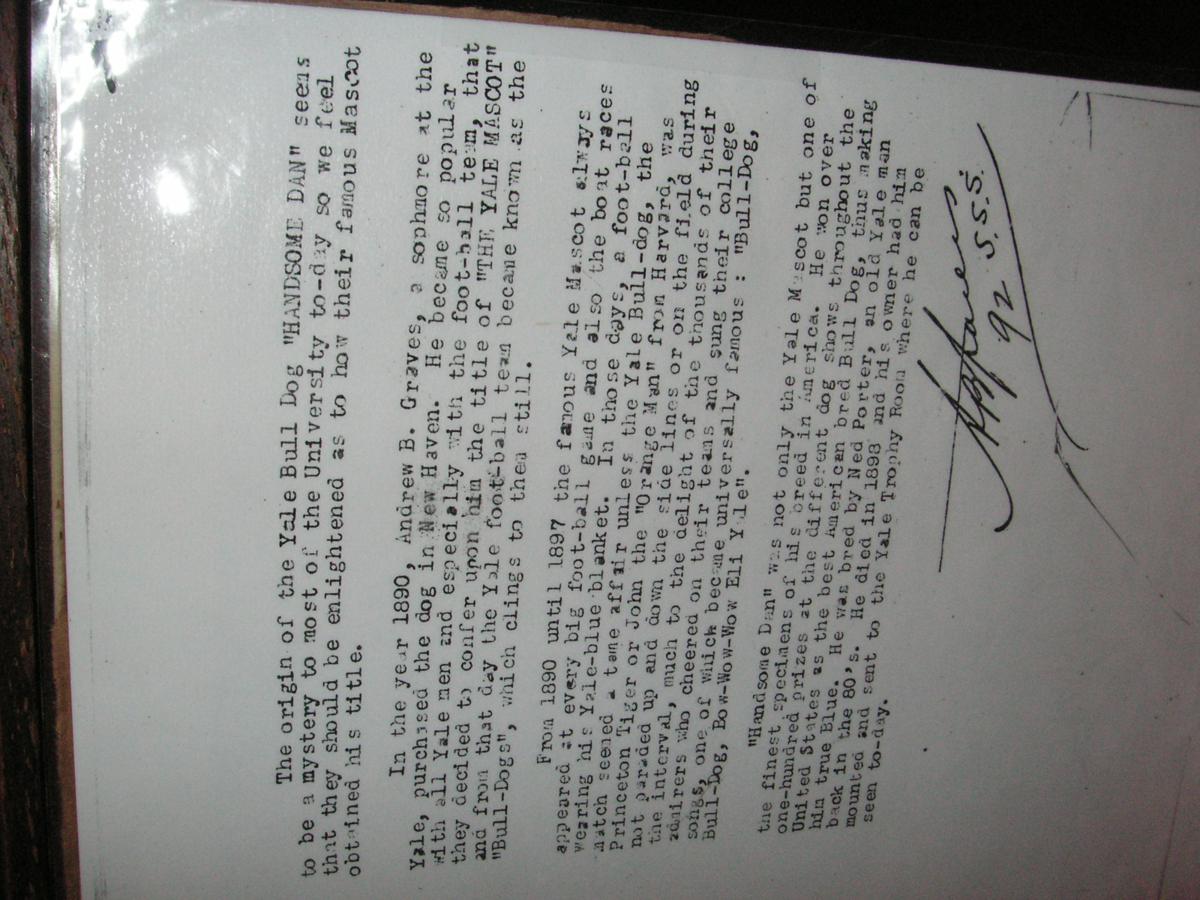 The origin of the Yale Bull Dog "HANDSOME DAN" seems
to be a mystery to most of the University to-day so we feel
that they should be enlightened as to how their famous Mascot
obtained his title.
In the year 1890, Andrew B. Graves, a sophmore at the
Yale, purchased the dog in New Haven. He became so popular
with all Yale men and especially with the foot-ball team, that
they decided to confer upon him the title of "THE YALE MASCOT"
and from that day the Yale foot-ball team became known as the
"Bull-Dogs", which clings to them still.
From 1890 until 1897 the famous Yale Mascot always
appeared at every big foot-ball game and also the boat races
wearing his Yale-blue blanket. In those days, a foot-ball
match seemed a tame affair unless the Yale Bull-dog, the
Princeton Tiger or John the "Orange Man" from Harvard, was
not paraded up and down the side lines or on the field during
the interval, much to the delight of the thousands of their
admirers who cheered on their teams and sung their college
songs, one of which became universally famous : "Bull-Dog,
Bull-Dog, Bow-Wow-Wow Eli Yale".
"Handsome Dan" was not only the Yale Mascot but one of
the finest specimens of his breed in America. He won over
one-hundred prizes at the different dog shows throughout the
United States as the best American bred Bull Dog, thus making
him true Blue. He was bred by Ned Porter, an old Yale man
back in the 80's. He died in 1898 and his owner had him
mounted and sent to the Yale Trophy Room where he can be
seen to-day.
92 S.S.S.